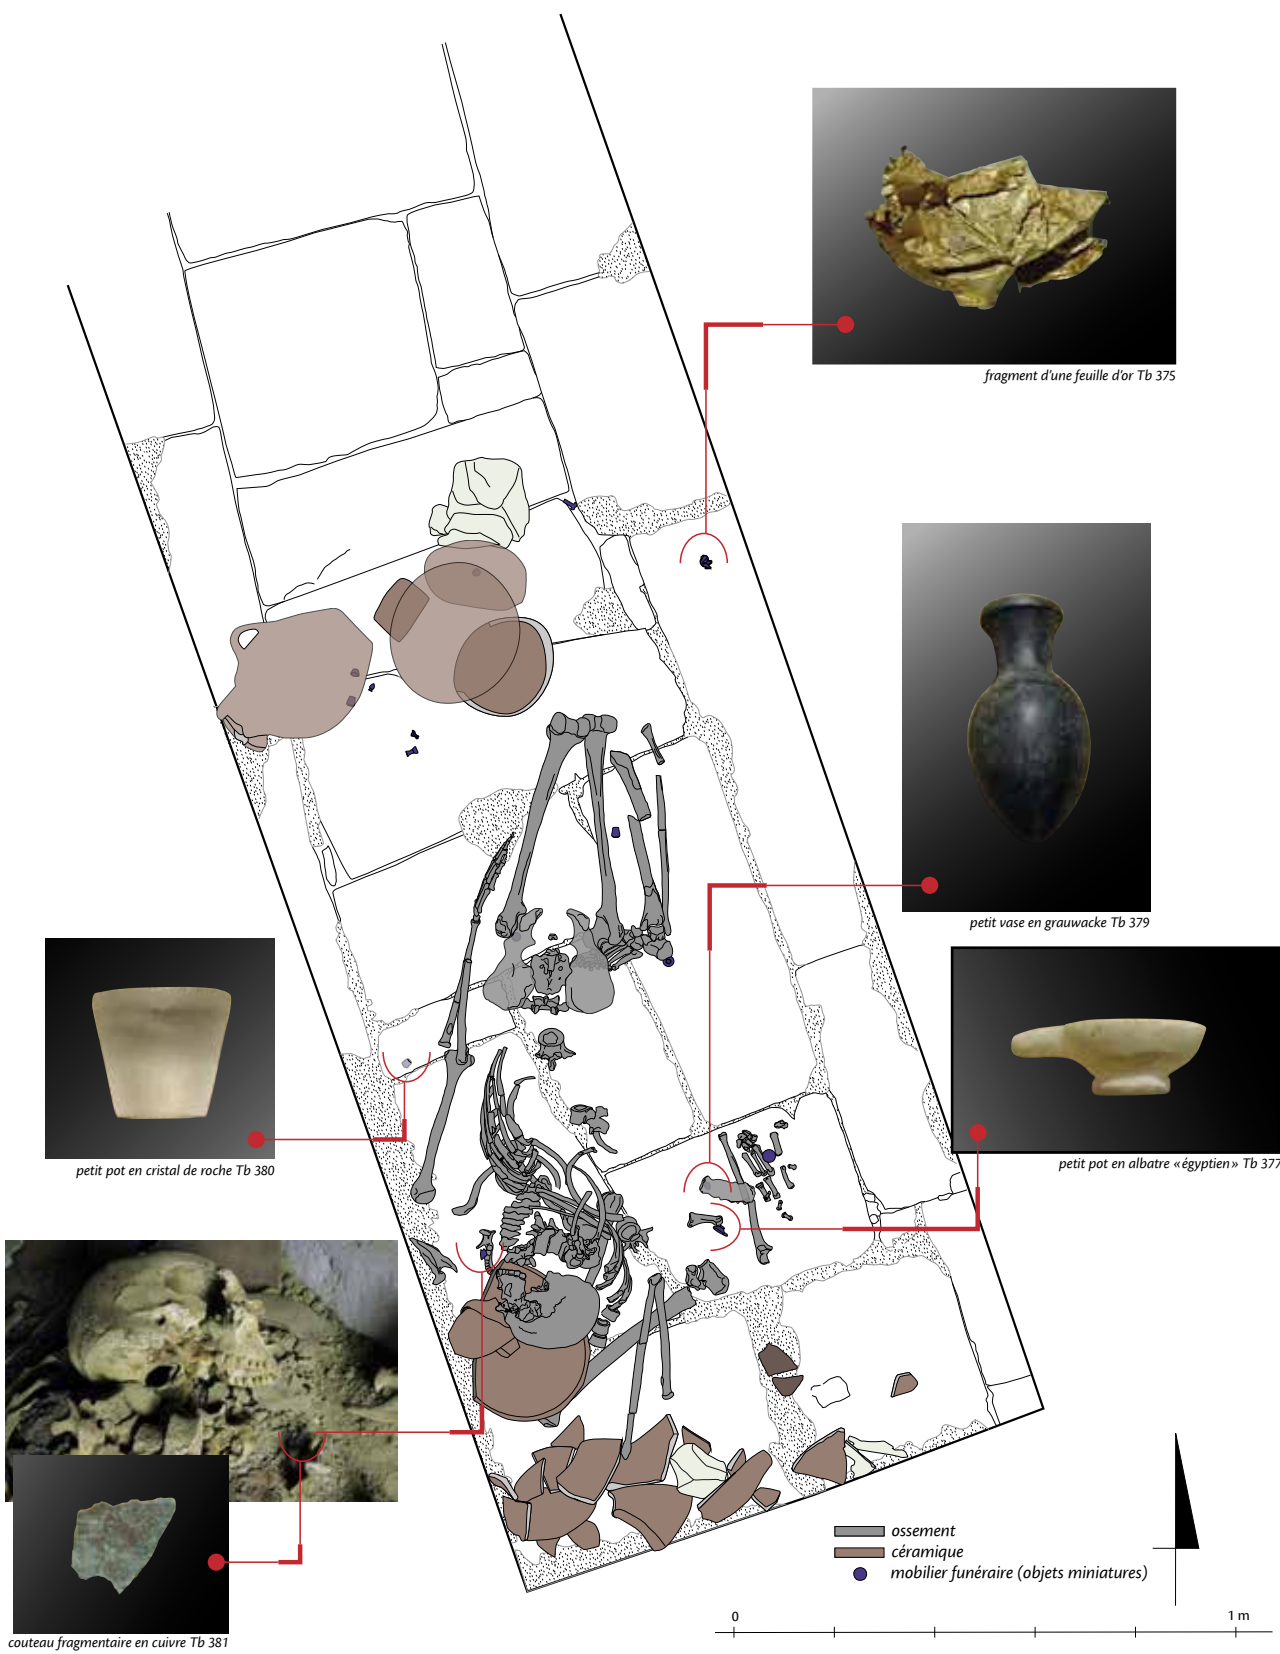 fragment d'une feuille d'or Tb 375
petit vase en grauwacke Tb 379
petit pot en cristal de roche Tb 380
petit pot en albatre «égyptien» Tb 377
couteau fragmentaire en cuivre Tb 381
ossement
céramique
mobilier funéraire (objets miniatures)
0 1 m